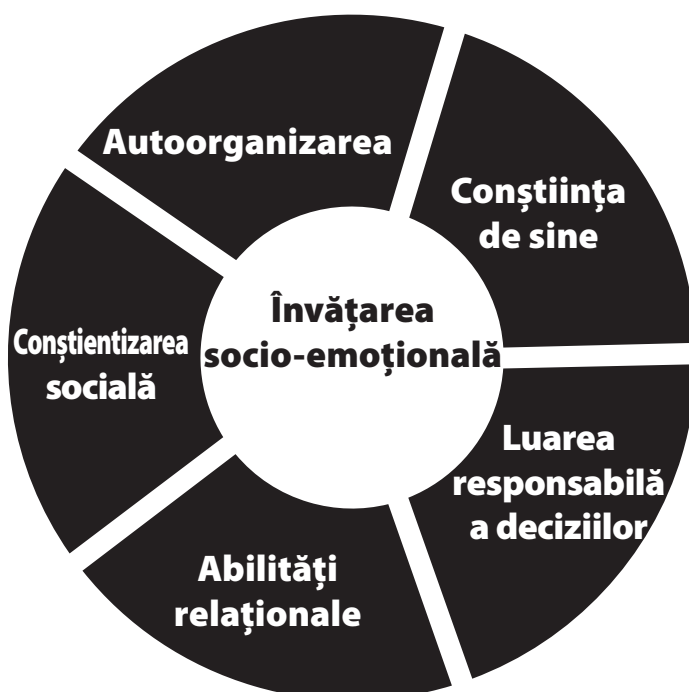 Autoorganizarea
Conștiința
de sine
Învățarea
socio-emoțională
Conștientizarea
socială
Luarea
responsabilă
a deciziilor
Abilități
relaționale